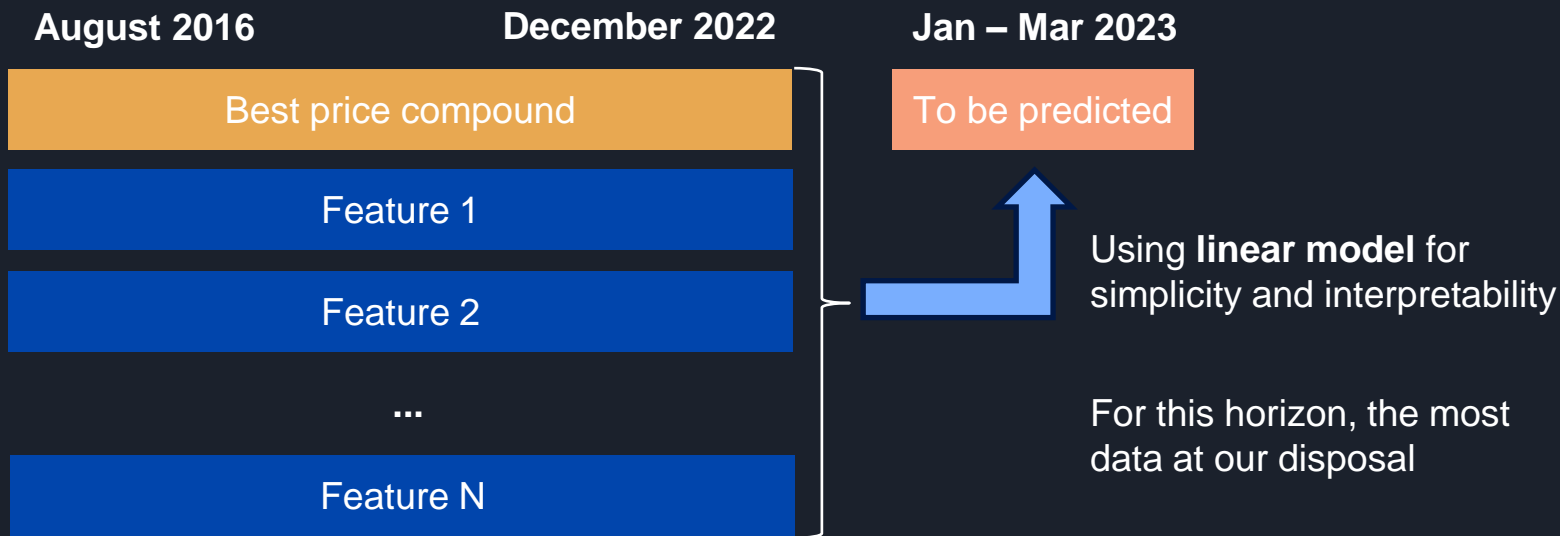 August 2016
December 2022
Jan – Mar 2023
Best price compound
To be predicted
Feature 1
Feature 2
...
Feature N
Using linear model for
simplicity and interpretability
For this horizon, the most
data at our disposal